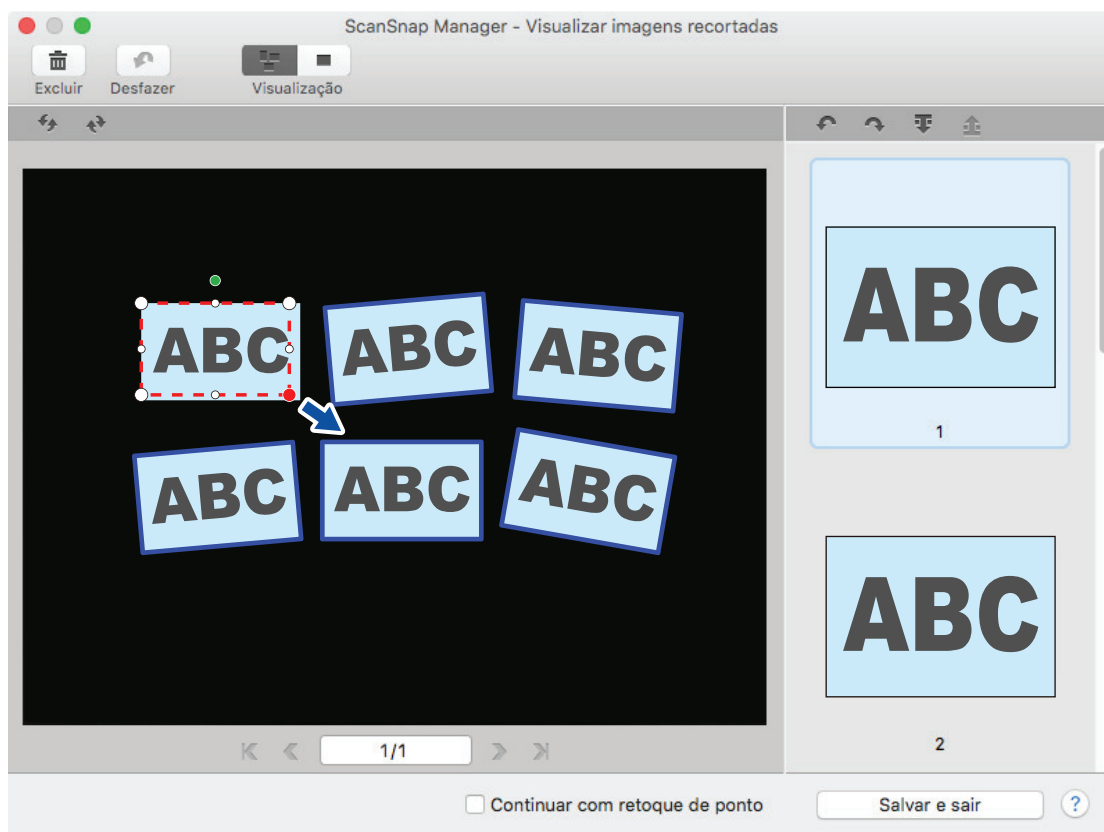 ScanSnap Manager - Visualizar imagens recortadas
Excluir Desfazer Visualização
ABC ABC ABC
ABC ABC ABC
1/1
ABC
1
ABC
2
Continuar com retoque de ponto
Salvar e sair
?